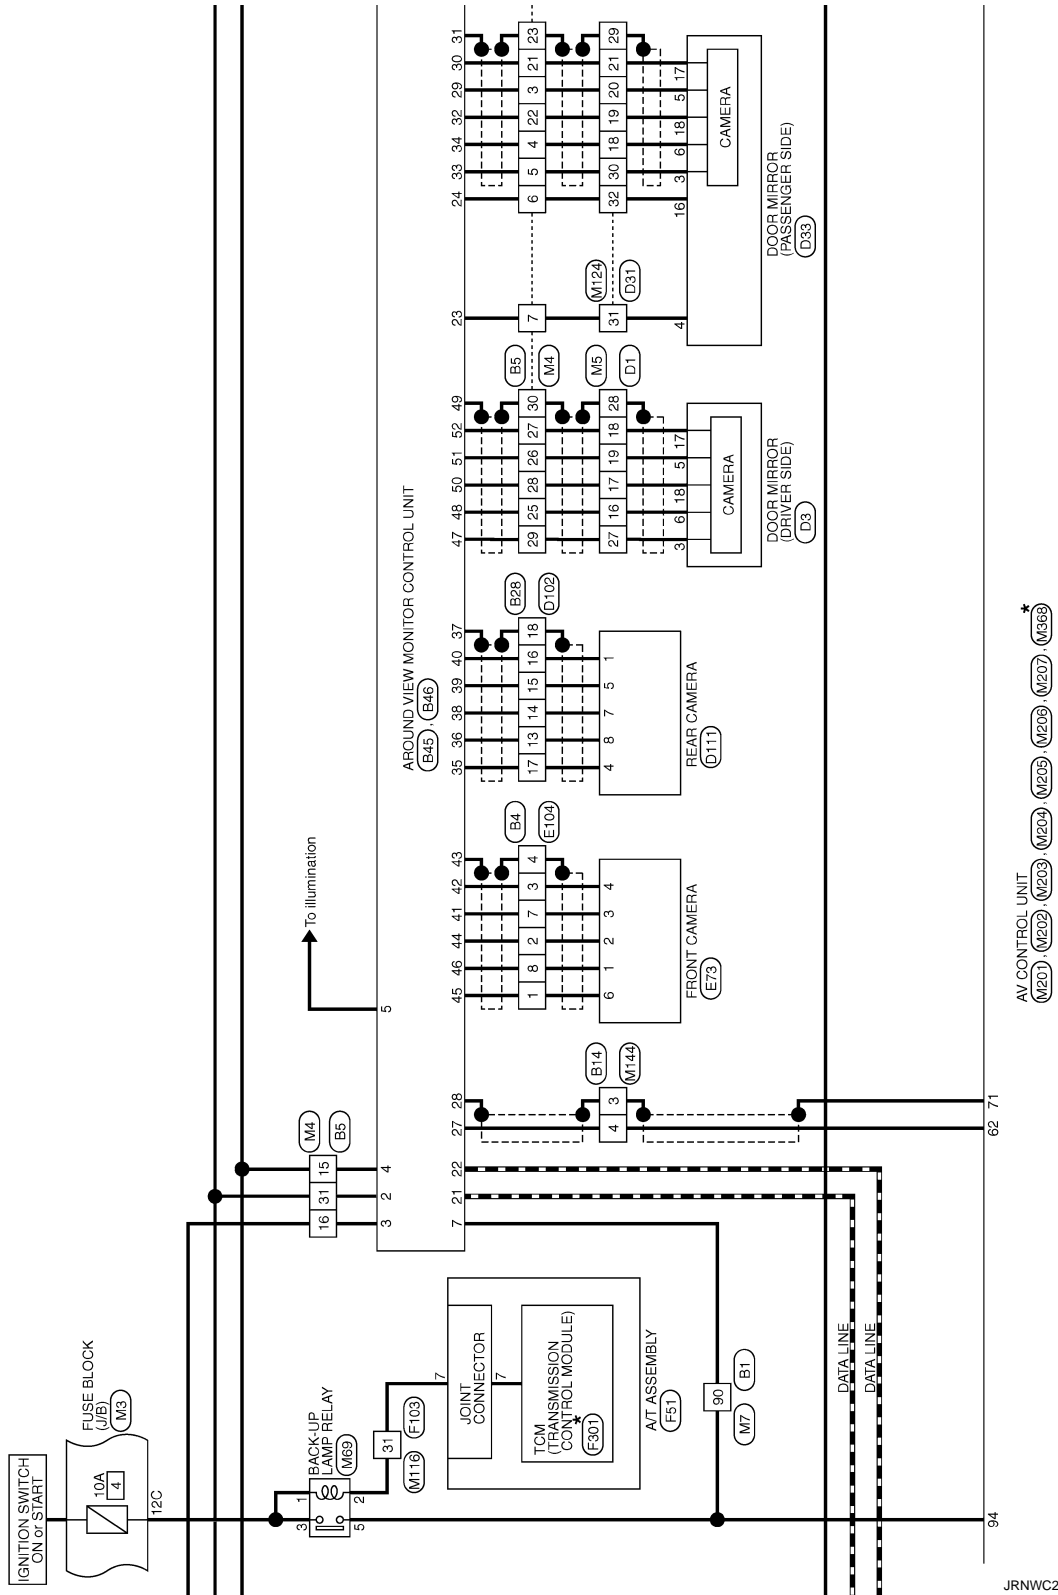 IGNITION SWITCH
ON or START
FUSE BLOCK
(J/B)
M3
10A
4
12C
BACK-UP
LAMP RELAY
M69
1
3
2
5
M116
31
F103
7
JOINT
CONNECTOR
7
TCM
(TRANSMISSION
CONTROL MODULE)
*
F301
A/T ASSEMBLY
F51
M7
90
B1
94
DATA LINE
DATA LINE
M4
16 31 15
B5
3 2 4
5
To illumination
AROUND VIEW MONITOR CONTROL UNIT
B45 , B46
7 21 22 27 28
B14
4 3
M144
62 71
45 46 44 41 42 43
B4
1 8 2 7 3 4
E104
6 1 2 3 4
FRONT CAMERA
E73
35 36 38 39 40 37
B28
17 13 14 15 16 18
D102
4 8 7 5 1
REAR CAMERA
D111
47 48 50 51 52 49
B5
29 25 28 26 27 30
M4
M5
27 16 17 19 18 28
D1
3 6 18 5 17
CAMERA
DOOR MIRROR
(DRIVER SIDE)
D3
23 24 33 34 32 29 30 31
7 6 5 4 22 3 21 23
M124
31 32 30 18 19 20 21 29
D31
4 16 3 6 18 5 17
CAMERA
DOOR MIRROR
(PASSENGER SIDE)
D33
AV CONTROL UNIT
M201 , M202 , M203 , M204 , M205 , M206 , M207 , M368 *
JRNWC2